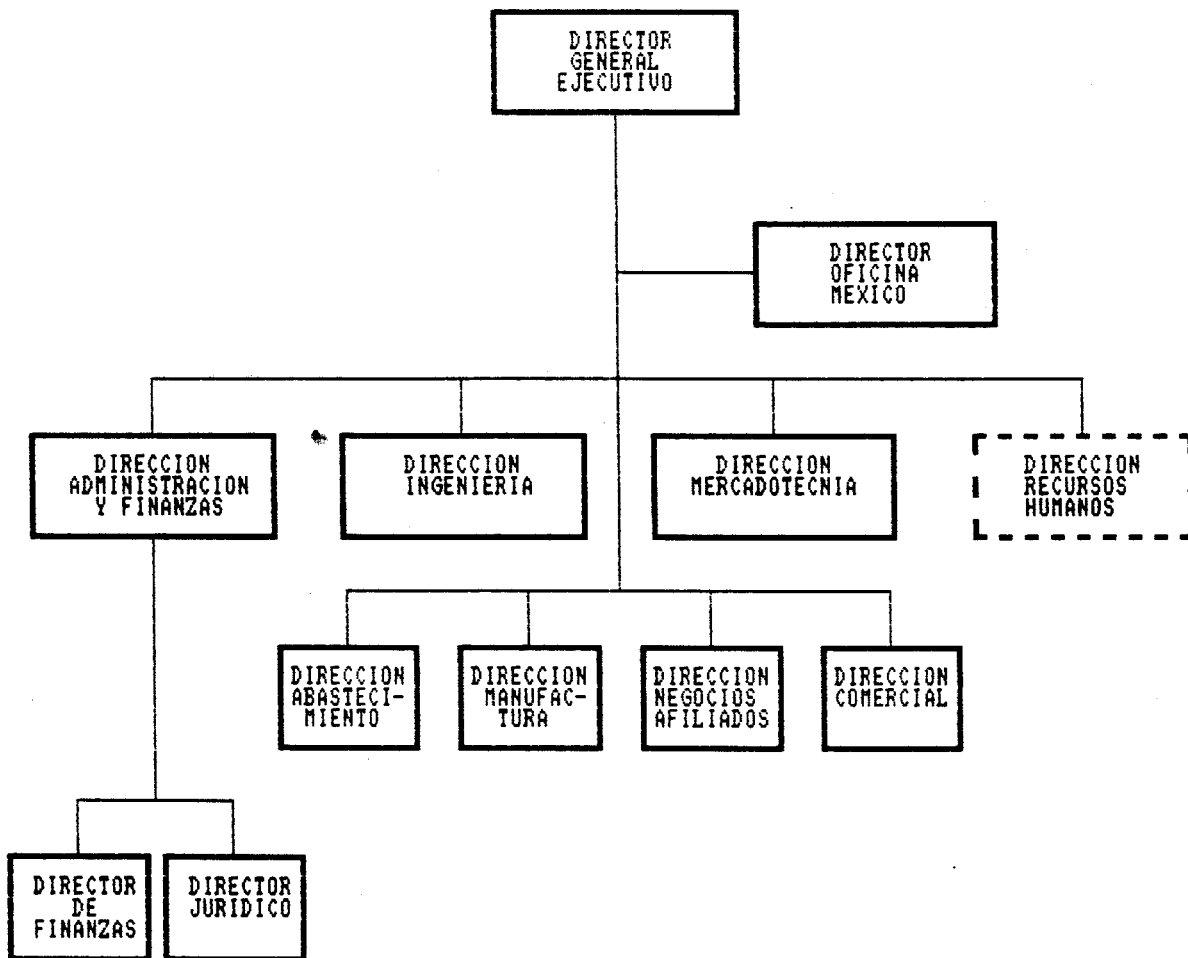 DIRECTOR
GENERAL
EJECUTIVO
DIRECTOR
OFICINA
MEXICO
DIRECCION
ADMINISTRACION
Y FINANZAS
DIRECCION
INGENIERIA
DIRECCION
MERCADOTECNIA
DIRECCION
RECURSOS
HUMANOS
DIRECCION
ABASTECI-
MIENTO
DIRECCION
MANUFAC-
TURA
DIRECCION
NEGOCIOS
AFILIADOS
DIRECCION
COMERCIAL
DIRECTOR
DE
FINANZAS
DIRECTOR
JURIDICO